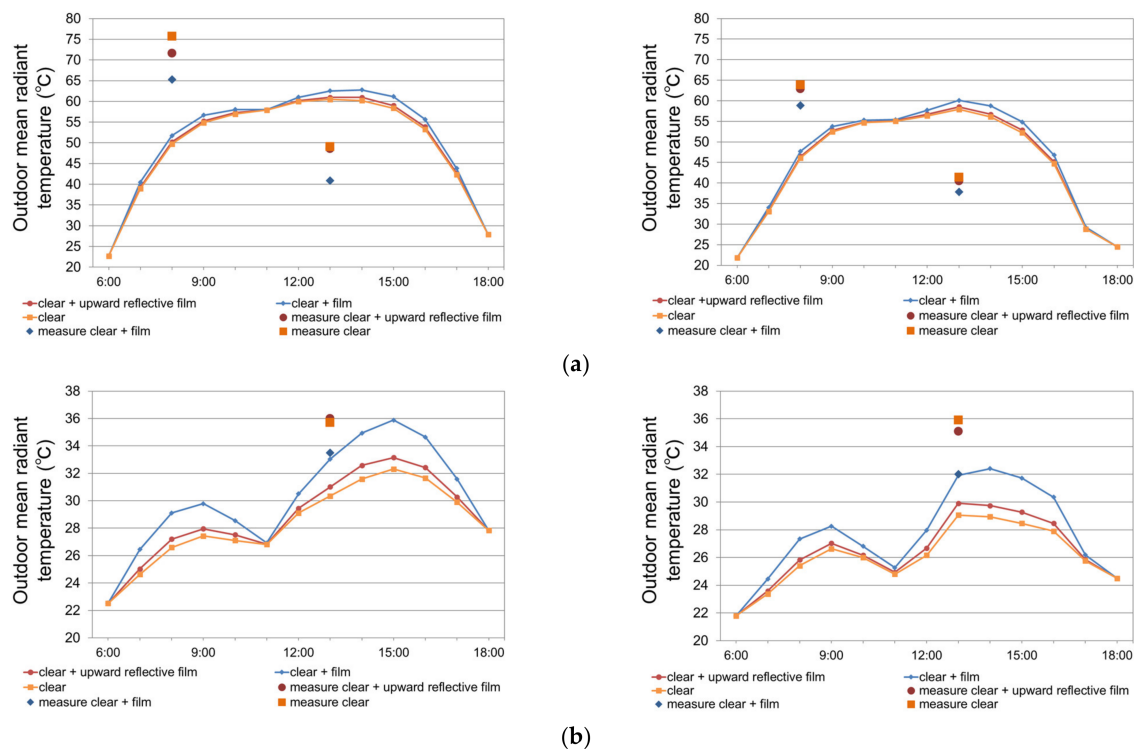 Outdoor mean radiant
temperature (°C)
80
75
70
65
60
55
50
45
40
35
30
25
20
6:00 9:00 12:00 15:00 18:00
clear + upward reflective film
clear + film
clear
measure clear + upward reflective film
measure clear + film
measure clear
Outdoor mean radiant
temperature (°C)
80
75
70
65
60
55
50
45
40
35
30
25
20
6:00 9:00 12:00 15:00 18:00
clear +upward reflective film
clear + film
clear
measure clear + upward reflective film
measure clear + film
measure clear
(a)
Outdoor mean radiant
temperature (°C)
38
36
34
32
30
28
26
24
22
20
6:00 9:00 12:00 15:00 18:00
clear + upward reflective film
clear + film
clear
measure clear + upward reflective film
measure clear + film
measure clear
Outdoor mean radiant
temperature (°C)
38
36
34
32
30
28
26
24
22
20
6:00 9:00 12:00 15:00 18:00
clear + upward reflective film
clear + film
clear
measure clear + upward reflective film
measure clear + film
measure clear
(b)